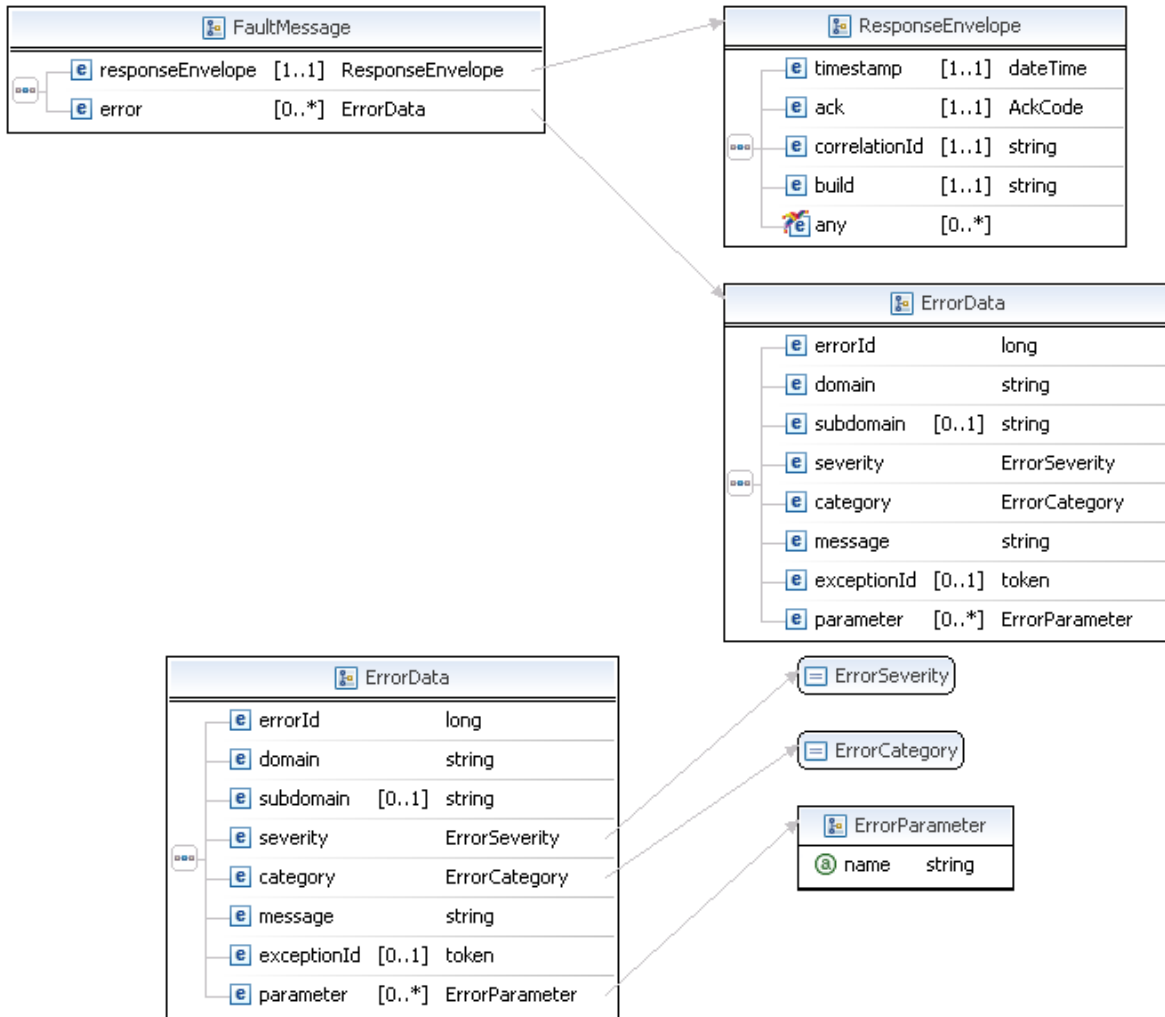 FaultMessage
responseEnvelope [1..1] ResponseEnvelope
error [0..*] ErrorData
ResponseEnvelope
timestamp [1..1] dateTime
ack [1..1] AckCode
correlationId [1..1] string
build [1..1] string
any [0..*]
ErrorData
errorId long
domain string
subdomain [0..1] string
severity ErrorSeverity
category ErrorCategory
message string
exceptionId [0..1] token
parameter [0..*] ErrorParameter
ErrorData
errorId long
domain string
subdomain [0..1] string
severity ErrorSeverity
category ErrorCategory
message string
exceptionId [0..1] token
parameter [0..*] ErrorParameter
ErrorSeverity
ErrorCategory
ErrorParameter
name string